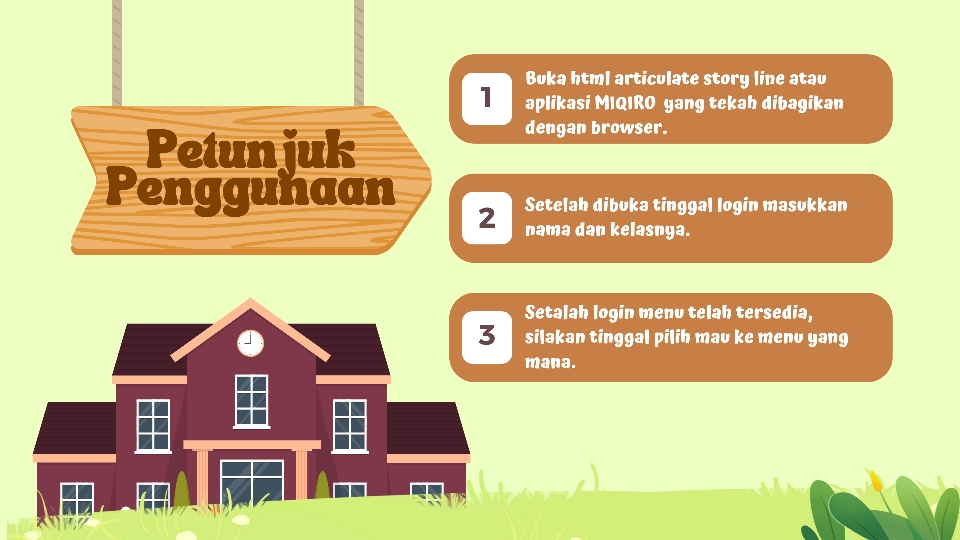 Petunjuk
Penggunaan
1
Buka html articulate story line atau
aplikasi MIQIRO yang tekah dibagikan
dengan browser.
2
Setelah dibuka tinggal login masukkan
nama dan kelasnya.
3
Setalah login menu telah tersedia,
silakan tinggal pilih mau ke menu yang
mana.